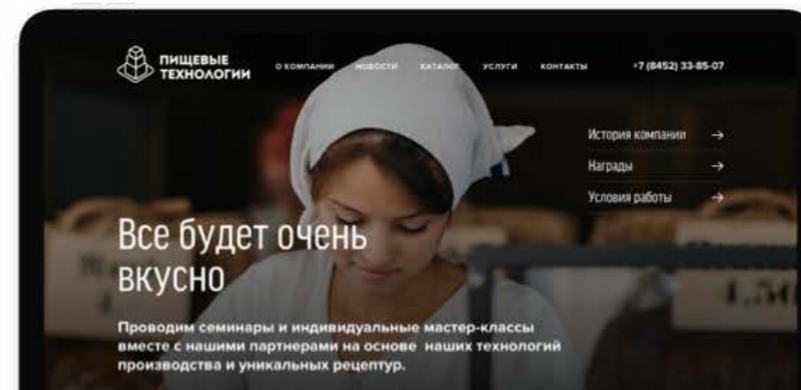 ПИЩЕВЫЕ
ТЕХНОЛОГИИ
О КОМПАНИИ НОВОСТИ КАТАЛОГ УСЛУГИ КОНТАКТЫ +7 (8452) 33-85-07
История компании →
Награды →
Условия работы →
Все будет очень
вкусно
Проводим семинары и индивидуальные мастер-классы
вместе с нашими партнерами на основе наших технологий
производства и уникальных рецептур.